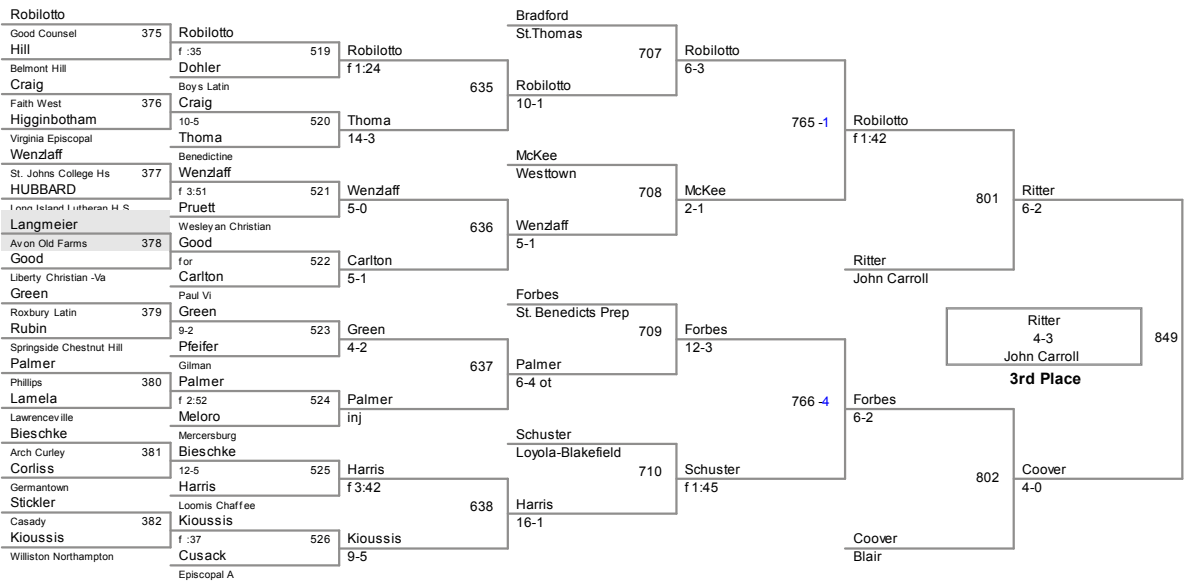 Robilotto
Good Counsel 375
Hill
Belmont Hill
Craig
Faith West 376
Higginbotham
Virginia Episcopal
Wenzlaff
St. Johns College Hs 377
HUBBARD
Long Island Lutheran H.S.
Langmeier
Avon Old Farms 378
Good
Liberty Christian -Va
Green
Roxbury Latin 379
Rubin
Springside Chestnut Hill
Palmer
Phillips 380
Lamela
Lawrenceville
Bieschke
Arch Curley 381
Corliss
Germantown
Stickler
Casady 382
Kioussis
Williston Northampton
Robilotto
f :35 519
Dohler
Boys Latin
Craig
10-5 520
Thoma
Benedictine
Wenzlaff
f 3:51 521
Pruett
Wesleyan Christian
Good
for 522
Carlton
Paul Vi
Green
9-2 523
Pfeifer
Gilman
Palmer
f 2:52 524
Meloro
Mercersburg
Bieschke
12-5 525
Harris
Loomis Chaffee
Kioussis
f :37 526
Cusack
Episcopal A
Robilotto
f 1:24
635
Thoma
14-3
Wenzlaff
5-0
636
Carlton
5-1
Green
4-2
637
Palmer
inj
Harris
f 3:42
638
Kioussis
9-5
Bradford
St.Thomas
707
Robilotto
10-1
McKee
Westtown
708
Wenzlaff
5-1
Forbes
St. Benedicts Prep
709
Palmer
6-4 ot
Schuster
Loyola-Blakefield
710
Harris
16-1
Robilotto
6-3
765 -1
McKee
2-1
Forbes
12-3
766 -4
Schuster
f 1:45
Robilotto
f 1:42
801
Ritter
John Carroll
Forbes
6-2
802
Coover
Blair
Ritter
6-2
849
Coover
4-0
Ritter
4-3
John Carroll
3rd Place